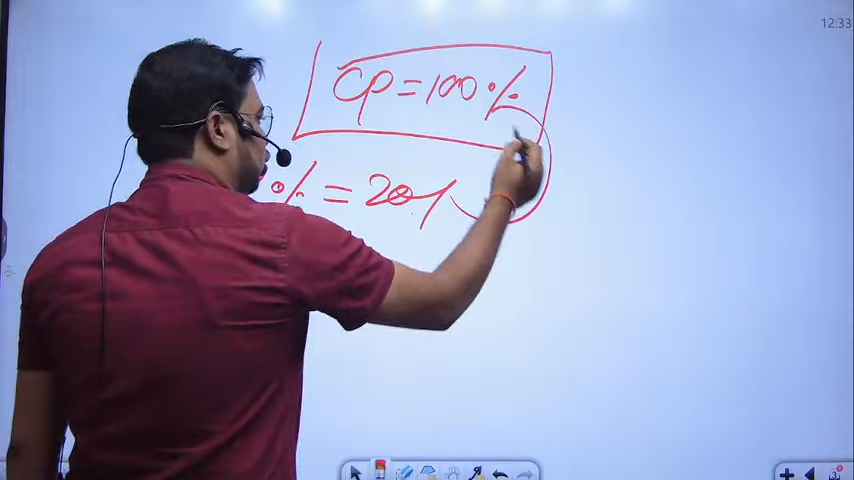 12:33
CP = 100%
% = 20